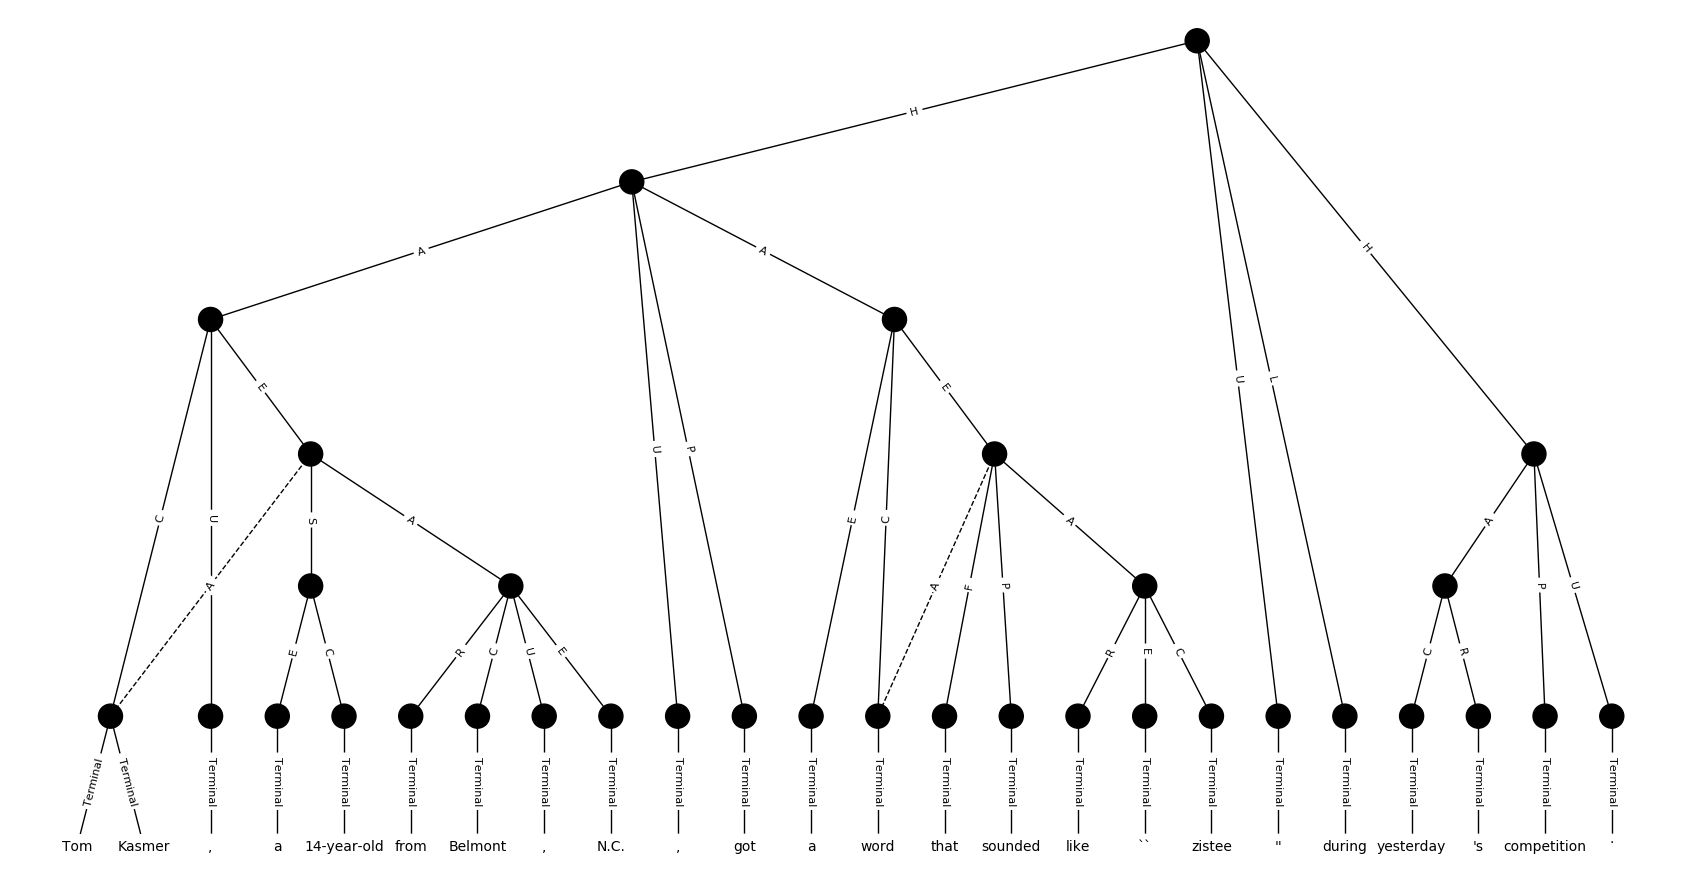 H
A A U L H
E E
C U S A U P E C A P A
A A F P P U
E C R C U E R E C C R
Terminal Terminal Terminal Terminal Terminal Terminal Terminal Terminal Terminal Terminal Terminal Terminal Terminal Terminal Terminal Terminal Terminal Terminal Terminal Terminal Terminal Terminal Terminal Terminal
Tom Kasmer , a 14-year-old from Belmont , N.C. , got a word that sounded like `` zistee " during yesterday 's competition .